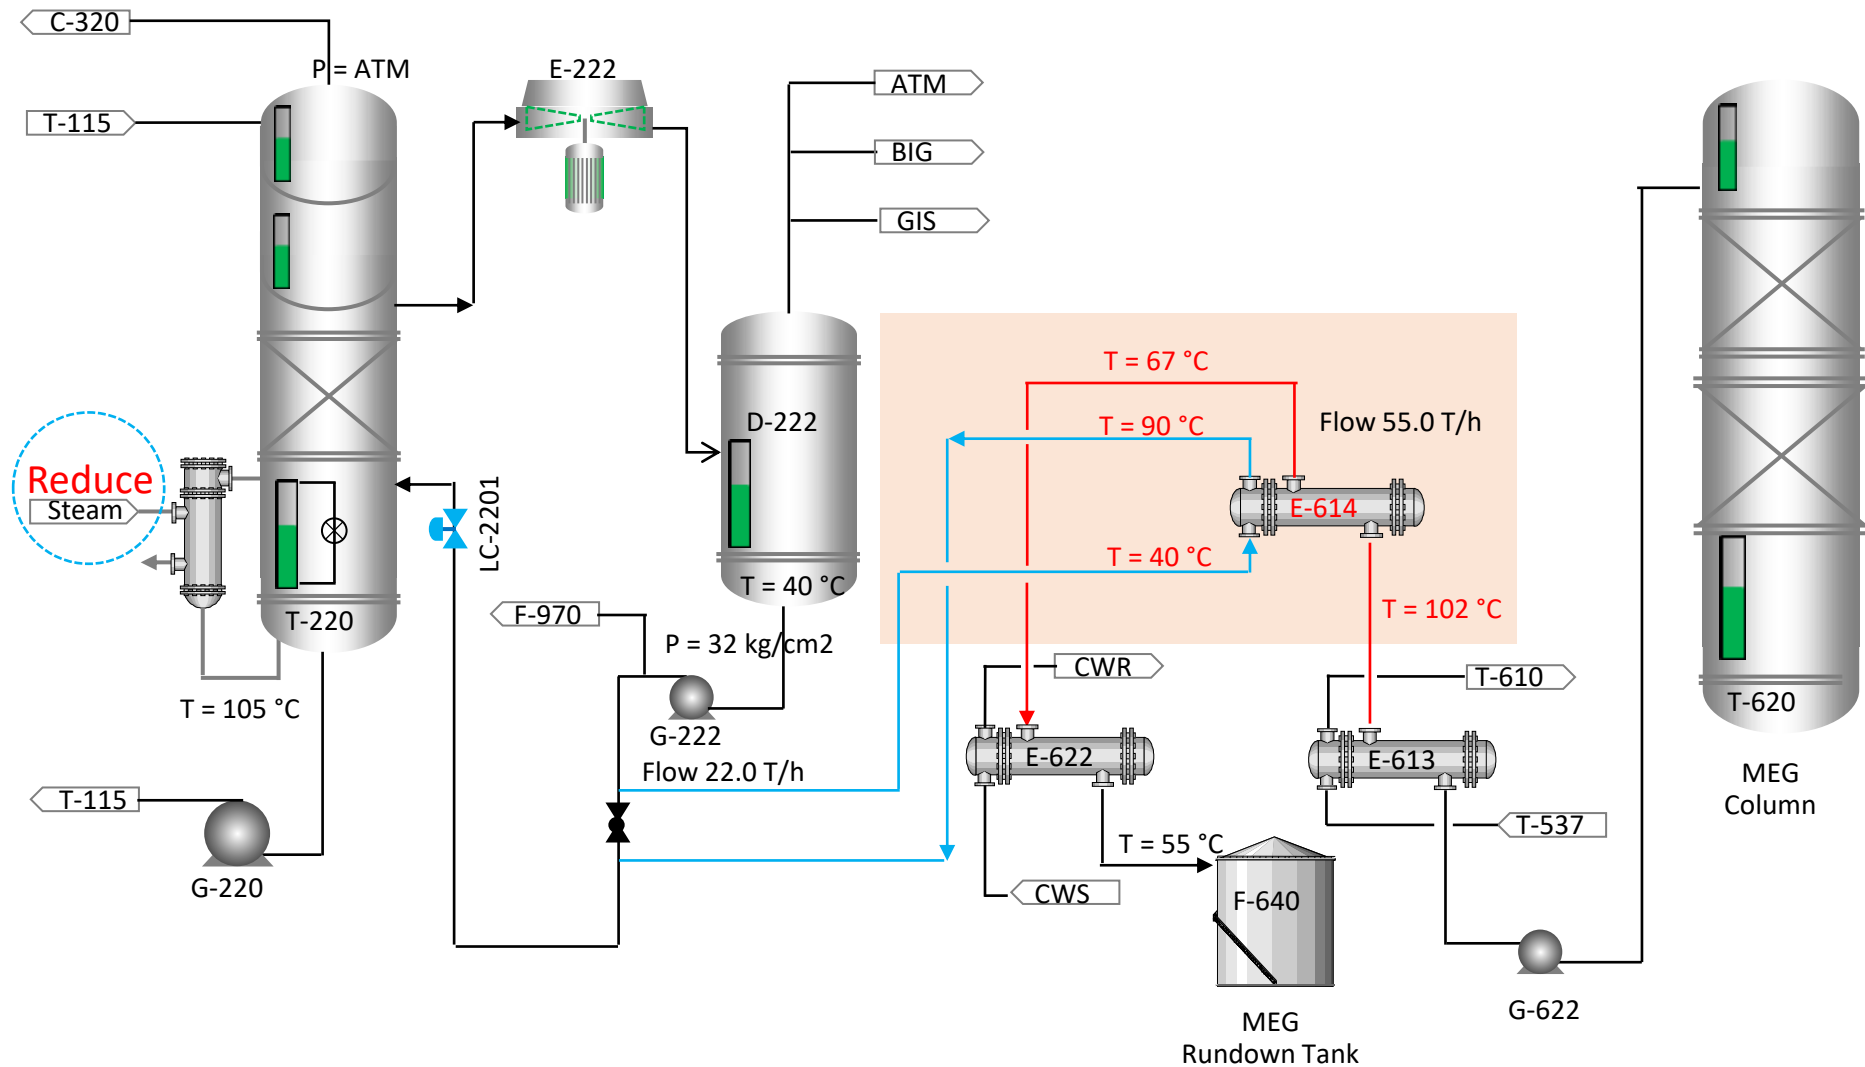 C-320
P = ATM
E-222
ATM
T-115
BIG
GIS
T = 67 °C
D-222
T = 90 °C
Flow 55.0 T/h
Reduce
Steam
LC-2201
E-614
T = 40 °C
T = 40 °C
F-970
T-220
T = 102 °C
P = 32 kg/cm2
CWR
T-610
T = 105 °C
T-620
G-222
E-622
E-613
Flow 22.0 T/h
MEG
Column
T-115
T-537
T = 55 °C
G-220
CWS
F-640
G-622
MEG
Rundown Tank